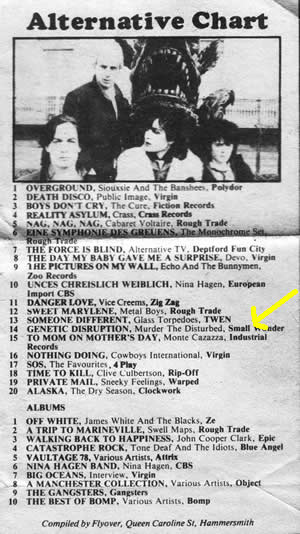 Alternative Chart
1 OVERGROUND, Siouxsie And The Banshees, Polydor
2 DEATH DISCO, Public Image, Virgin
3 BOYS DON'T CRY, The Cure, Fiction Records
4 REALITY ASYLUM, Crass, Crass Records
5 NAG, NAG, NAG, Cabaret Voltaire, Rough Trade
6 EINE SYMPHONIE DES GREUENS, The Monochrome Set,
Rough Trade
7 THE FORCE IS BLIND, Alternative TV, Deptford Fun City
8 THE DAY MY BABY GAVE ME A SURPRISE, Devo, Virgin
9 THE PICTURES ON MY WALL, Echo And The Bunnymen,
Zoo Records
10 UNCES CHREISLICH WEIBLICH, Nina Hagen, European
Import CBS
11 DANGER LOVE, Vice Creems, Zig Zag
12 SWEET MARYLENE, Metal Boys, Rough Trade
13 SOMEONE DIFFERENT, Glass Torpedoes, TWEN
14 GENETIC DISRUPTION, Murder The Disturbed, Small Wonder
15 TO MOM ON MOTHER'S DAY, Monte Cazazza, Industrial
Records
16 NOTHING DOING, Cowboys International, Virgin
17 SOS, The Favourites, 4 Play
18 TIME TO KILL, Clive Culbertson, Rip-Off
19 PRIVATE MAIL, Sneeky Feelings, Warped
20 ALASKA, The Dry Season, Clockwork
ALBUMS
1 OFF WHITE, James White And The Blacks, Ze
2 A TRIP TO MARINEVILLE, Swell Maps, Rough Trade
3 WALKING BACK TO HAPPINESS, John Cooper Clark, Epic
4 CATASTROPHE ROCK, Tone Deaf And The Idiots, Blue Angel
5 VAULTAGE 78, Various Artists, Attrix
6 NINA HAGEN BAND, Nina Hagen, CBS
7 BIG OCEANS, Interview, Virgin
8 A MANCHESTER COLLECTION, Various Artists, Object
9 THE GANGSTERS, Gangsters
10 THE BEST OF BOMP, Various Artists, Bomp
Compiled by Flyover, Queen Caroline St, Hammersmith